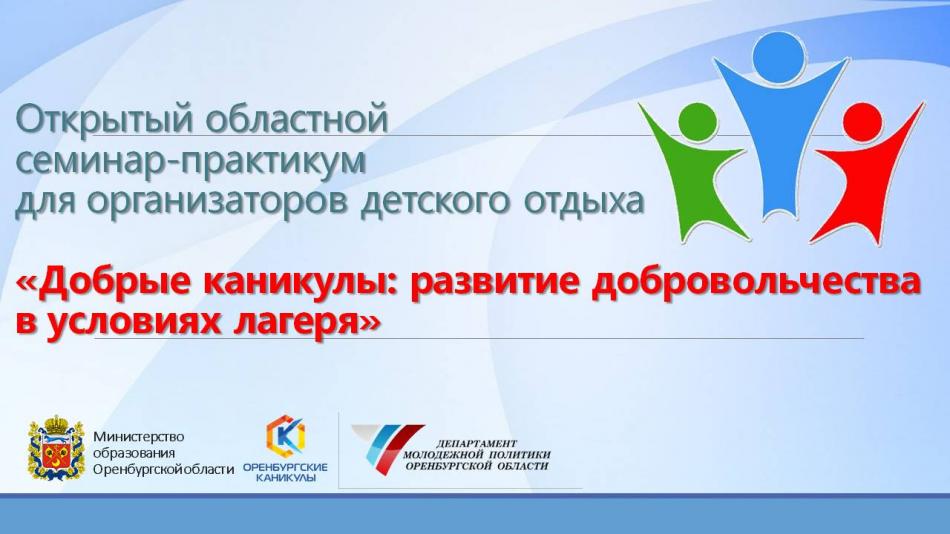 Открытый областной
семинар-практикум
для организаторов детского отдыха
«Добрые каникулы: развитие добровольчества
в условиях лагеря»
Министерство
образования
Оренбургской области
ОРЕНБУРГСКИЕ
КАНИКУЛЫ
ДЕПАРТАМЕНТ
МОЛОДЕЖНОЙ ПОЛИТИКИ
ОРЕНБУРГСКОЙ ОБЛАСТИ